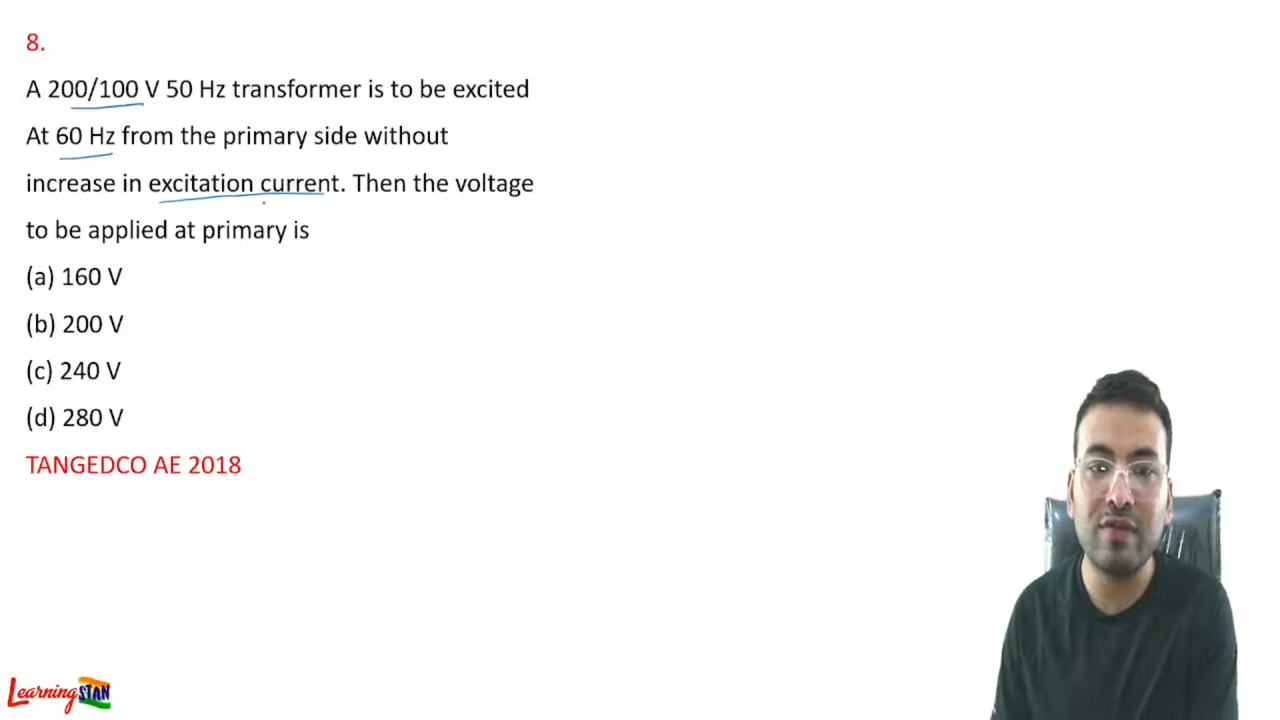 8.
A 200/100 V 50 Hz transformer is to be excited
At 60 Hz from the primary side without
increase in excitation current. Then the voltage
to be applied at primary is
(a) 160 V
(b) 200 V
(c) 240 V
(d) 280 V
TANGEDCO AE 2018
Learning STAN